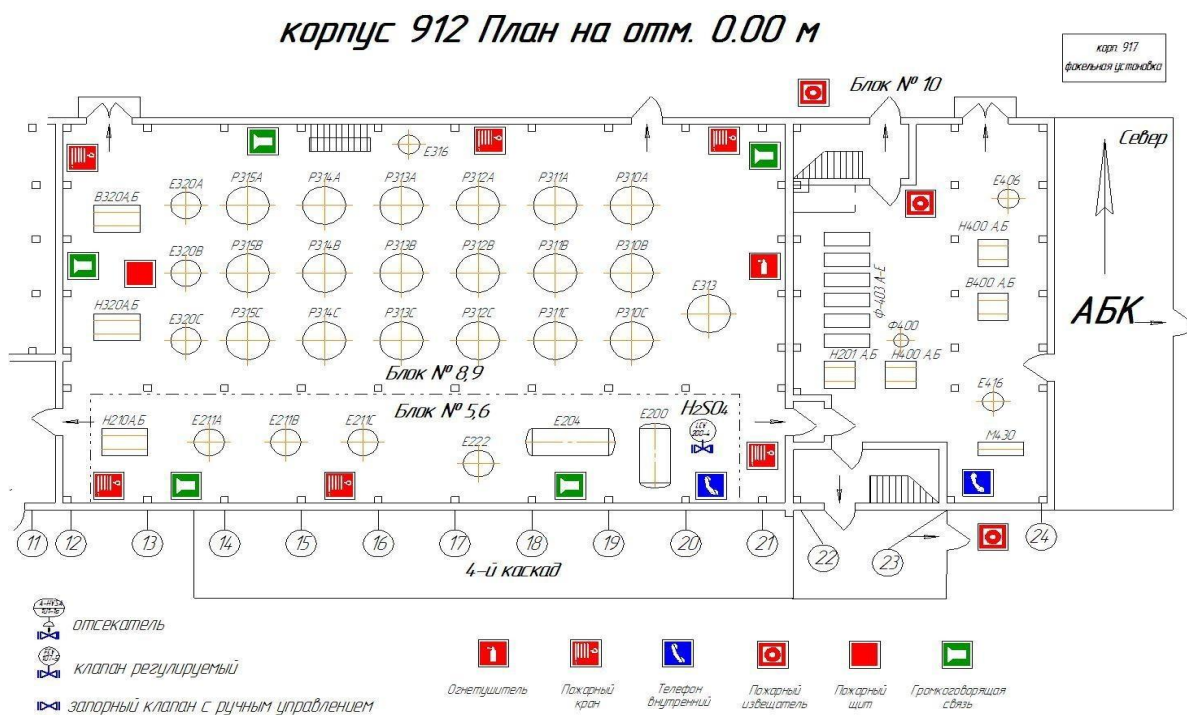 корпус 912 План на отм. 0.00 м
корп. 917
факельная установка
Блок № 10
Север
Е316
В320А,Б
Е320А
Р315А
Р314А
Р313А
Р312А
Р311А
Р310А
Е406
Н400 А,Б
Е320В
Р315В
Р314В
Р313В
Р312В
Р311В
Р310В
Ф-403 А-Е
В400 А,Б
Е313
АБК
Н320А,Б
Е320С
Р315С
Р314С
Р313С
Р312С
Р311С
Р310С
Ф400
Н201 А,Б
Н400 А,Б
Блок № 8,9
Е416
Блок № 5,6
H₂SO₄
Н210А,Б
Е211А
Е211В
Е211С
Е222
Е204
Е200
LCV
200-4
М430
11
12
13
14
15
16
17
18
19
20
21
22
23
24
4-й каскад
отсекатель
клапан регулируемый
запорный клапан с ручным управлением
Огнетушитель
Пожарный
кран
Телефон
внутренний
Пожарный
извещатель
Пожарный
щит
Громкоговорящая
связь